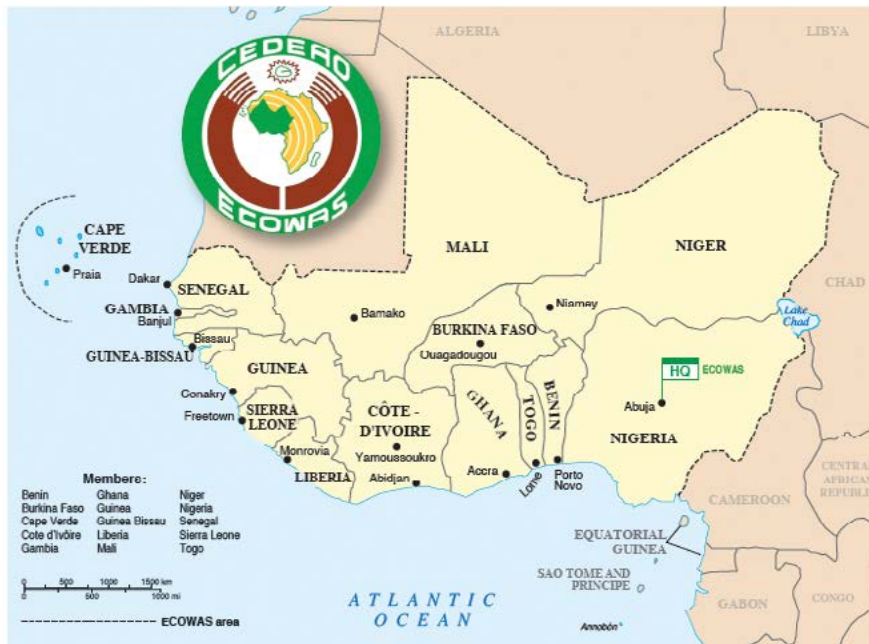 ALGERIA
LIBYA
CEDEAO
ECOWAS
CAPE
VERDE
Praia
MALI
NIGER
CHAD
Dakar
SENEGAL
GAMBIA
Banjul
Bamako
Niamey
Lake
Chad
Bissau
GUINEA-BISSAU
BURKINA FASO
Ouagadougou
GUINEA
HQ
ECOWAS
Conakry
Freetown
SIERRA
LEONE
CÔTE -
D'IVOIRE
Yamoussoukro
GHANA
TOGO
BENIN
Abuja
NIGERIA
Monrovia
LIBERIA
Abidjan
Accra
Lome
Porto
Novo
CENTRAL
AFRICAN
REPUBLIC
CAMEROON
Members:
Benin Ghana Niger
Burkina Faso Guinea Nigeria
Cape Verde Guinea Bissau Senegal
Cote d'Ivôire Liberia Sierra Leone
Gambia Mali Togo
EQUATORIAL
GUINEA
SAO TOME AND
PRINCIPE
0 500 1000 1500 km
0 500 1000 mi
ECOWAS area
ATLANTIC
OCEAN
Annobón
GABON
CONGO